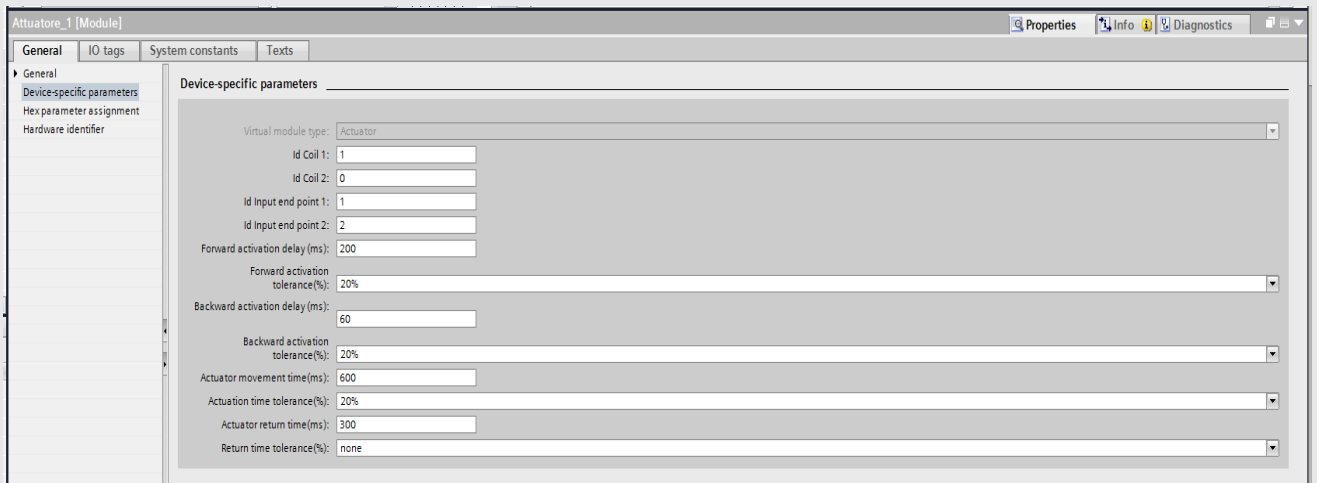 Attuatore_1 [Module]
Properties
Info
Diagnostics
General
IO tags
System constants
Texts
General
Device-specific parameters
Hex parameter assignment
Hardware identifier
Device-specific parameters
Virtual module type: Actuator
Id Coil 1: 1
Id Coil 2: 0
Id Input end point 1: 1
Id Input end point 2: 2
Forward activation delay (ms): 200
Forward activation
tolerance(%): 20%
Backward activation delay (ms):
60
Backward activation
tolerance(%): 20%
Actuator movement time(ms): 600
Actuation time tolerance(%): 20%
Actuator return time(ms): 300
Return time tolerance(%): none